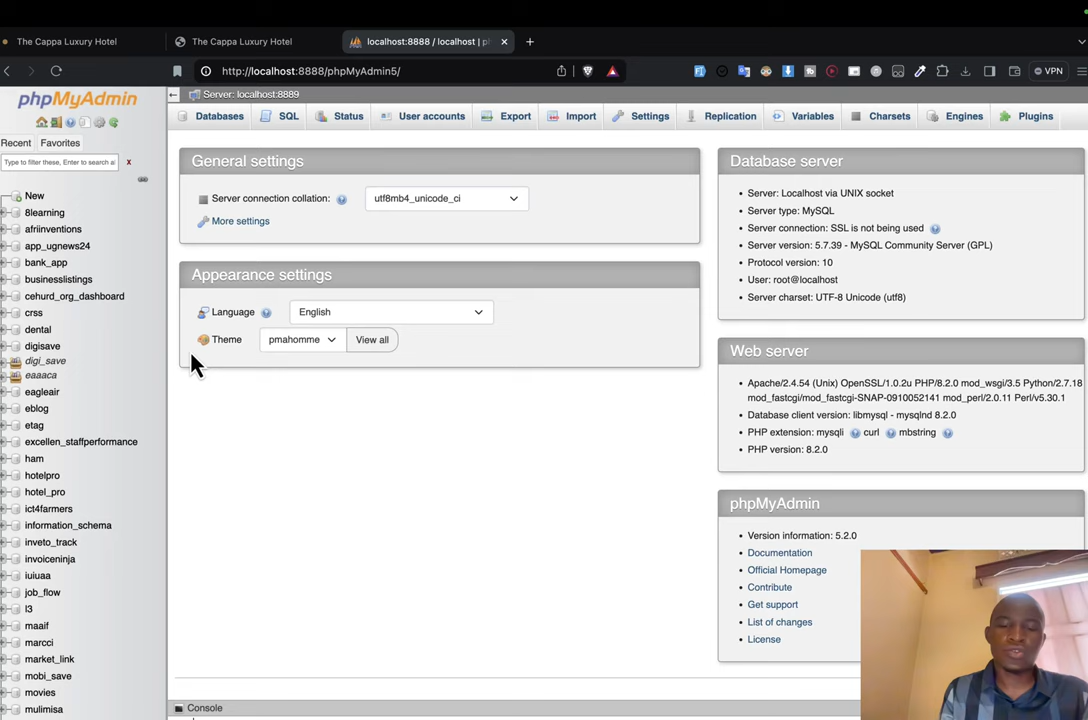 The Cappa Luxury Hotel
The Cappa Luxury Hotel
localhost:8888 / localhost | p
http://localhost:8888/phpMyAdmin5/
VPN
phpMyAdmin
Recent
Favorites
Type to filter these, Enter to search a
x
New
8learning
afriinventions
app_ugnews24
bank_app
businesslistings
cehurd_org_dashboard
crss
dental
digisave
digi_save
eaaaca
eagleair
eblog
etag
excellen_staffperformance
ham
hotelpro
hotel_pro
ict4farmers
information_schema
inveto_track
invoiceninja
iuiuaa
job_flow
l3
maaif
marcci
market_link
mobi_save
movies
mulimisa
Server: localhost:8889
Databases
SQL
Status
User accounts
Export
Import
Settings
Replication
Variables
Charsets
Engines
Plugins
General settings
Server connection collation:
utf8mb4_unicode_ci
More settings
Appearance settings
Language
English
Theme
pmahomme
View all
Database server
Server: Localhost via UNIX socket
Server type: MySQL
Server connection: SSL is not being used
Server version: 5.7.39 - MySQL Community Server (GPL)
Protocol version: 10
User: root@localhost
Server charset: UTF-8 Unicode (utf8)
Web server
Apache/2.4.54 (Unix) OpenSSL/1.0.2u PHP/8.2.0 mod_wsgi/3.5 Python/2.7.18
mod_fastcgi/mod_fastcgi-SNAP-0910052141 mod_perl/2.0.11 Perl/v5.30.1
Database client version: libmysql - mysqlnd 8.2.0
PHP extension: mysqli curl mbstring
PHP version: 8.2.0
phpMyAdmin
Version information: 5.2.0
Documentation
Official Homepage
Contribute
Get support
List of changes
License
Console